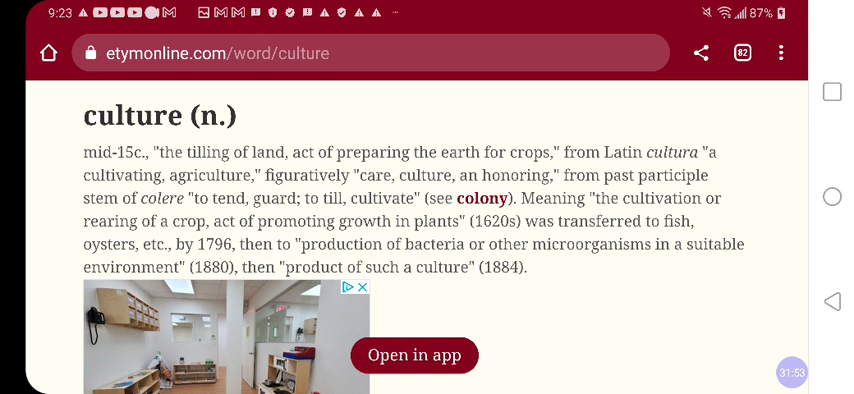 9:23 87%
etymonline.com/word/culture 82
culture (n.)
mid-15c., "the tilling of land, act of preparing the earth for crops," from Latin cultura "a
cultivating, agriculture," figuratively "care, culture, an honoring," from past participle
stem of colere "to tend, guard; to till, cultivate" (see colony). Meaning "the cultivation or
rearing of a crop, act of promoting growth in plants" (1620s) was transferred to fish,
oysters, etc., by 1796, then to "production of bacteria or other microorganisms in a suitable
environment" (1880), then "product of such a culture" (1884).
Open in app
31:53